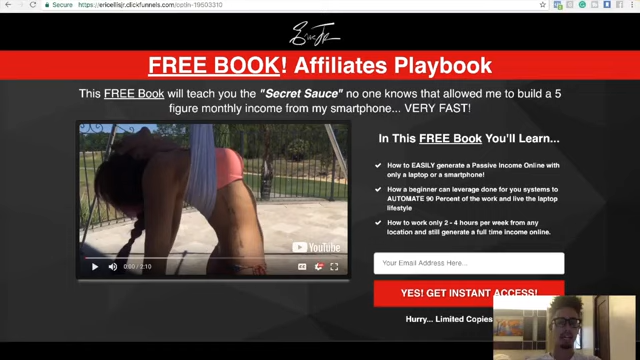 Secure https://ericellisjr.clickfunnels.com/optin-19503310
FREE BOOK! Affiliates Playbook
This FREE Book will teach you the "Secret Sauce" no one knows that allowed me to build a 5
figure monthly income from my smartphone... VERY FAST!
In This FREE Book You'll Learn...
How to EASILY generate a Passive Income Online with
only a laptop or a smartphone!
How a beginner can leverage done for you systems to
AUTOMATE 90 Percent of the work and live the laptop
lifestyle
How to work only 2 - 4 hours per week from any
location and still generate a full time income online.
YouTube
0:00 / 2:10
Your Email Address Here...
YES! GET INSTANT ACCESS!
Hurry... Limited Copies